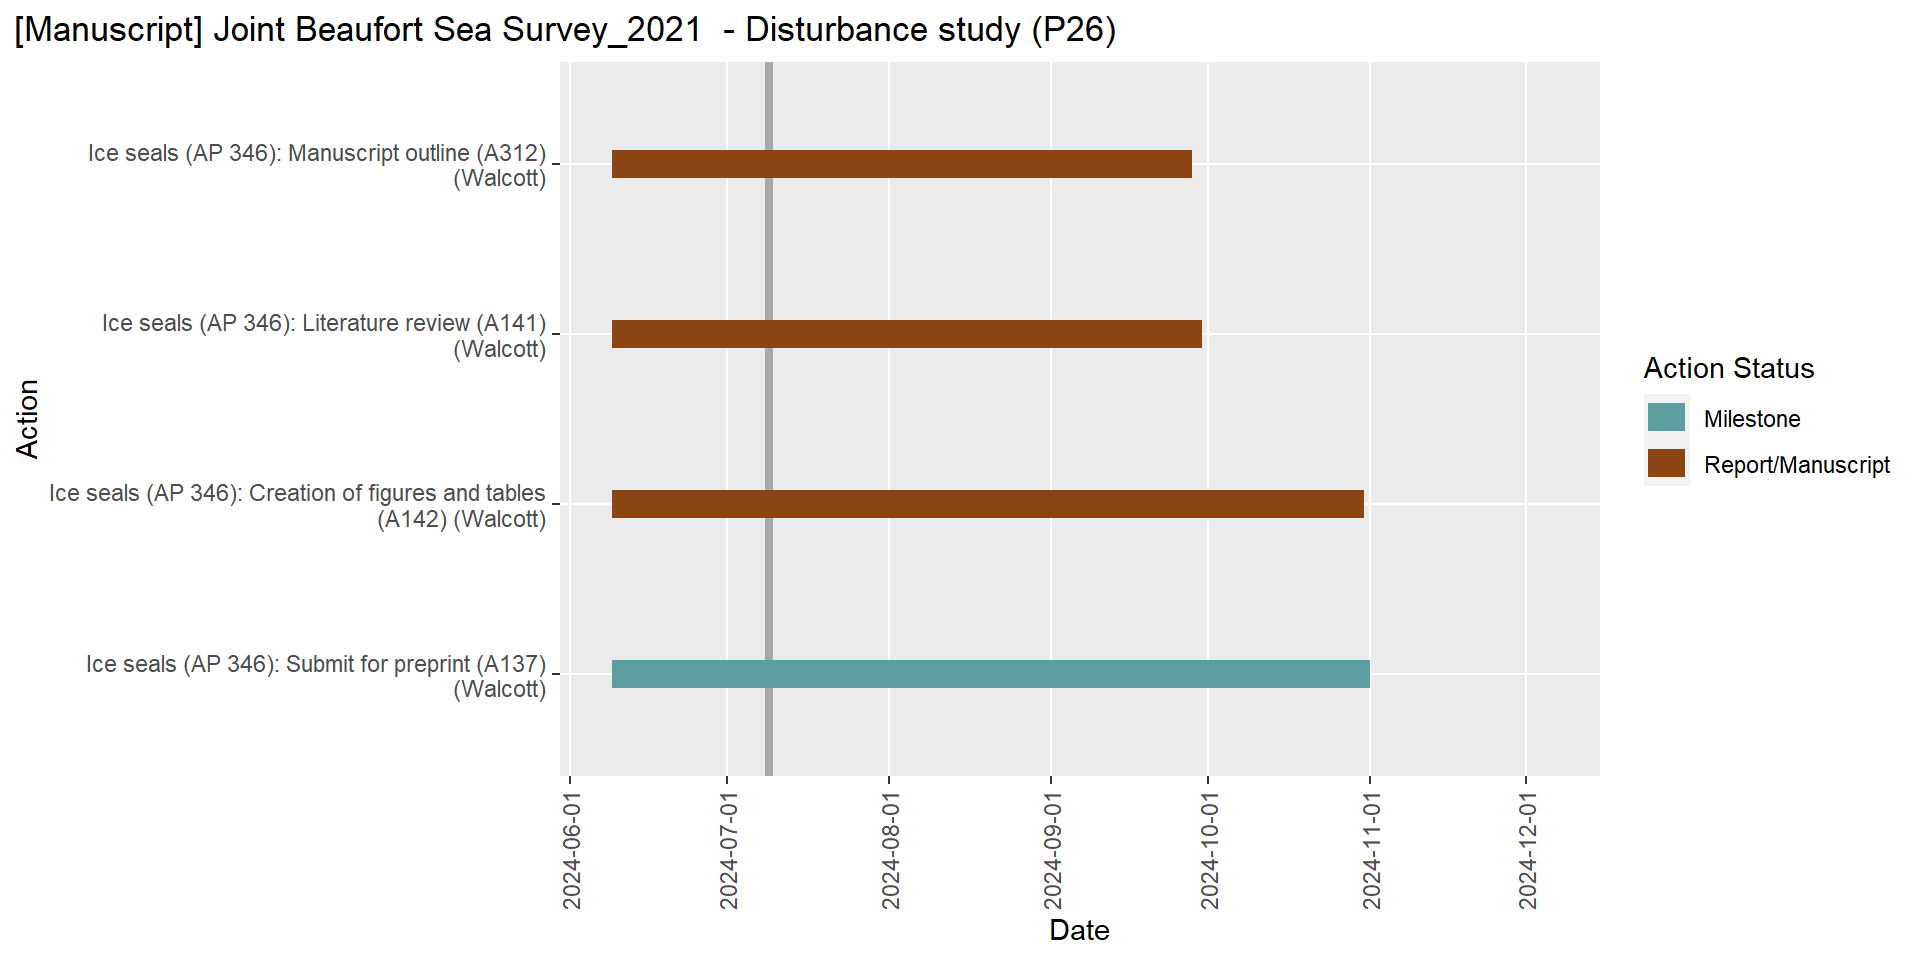 [Manuscript] Joint Beaufort Sea Survey_2021  - Disturbance study (P26)
Action
Ice seals (AP 346): Manuscript outline (A312)
(Walcott)
Ice seals (AP 346): Literature review (A141)
(Walcott)
Ice seals (AP 346): Creation of figures and tables
(A142) (Walcott)
Ice seals (AP 346): Submit for preprint (A137)
(Walcott)
2024-06-01
2024-07-01
2024-08-01
2024-09-01
2024-10-01
2024-11-01
2024-12-01
Date
Action Status
Milestone
Report/Manuscript